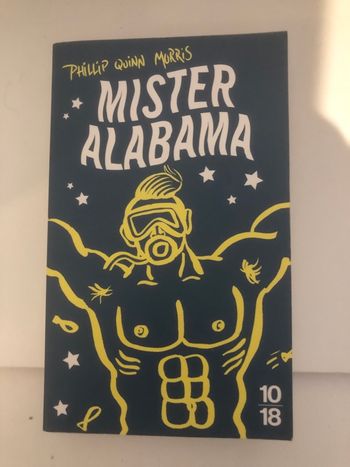 PHILLIP QUINN MORRIS
MISTER
ALABAMA
10
18